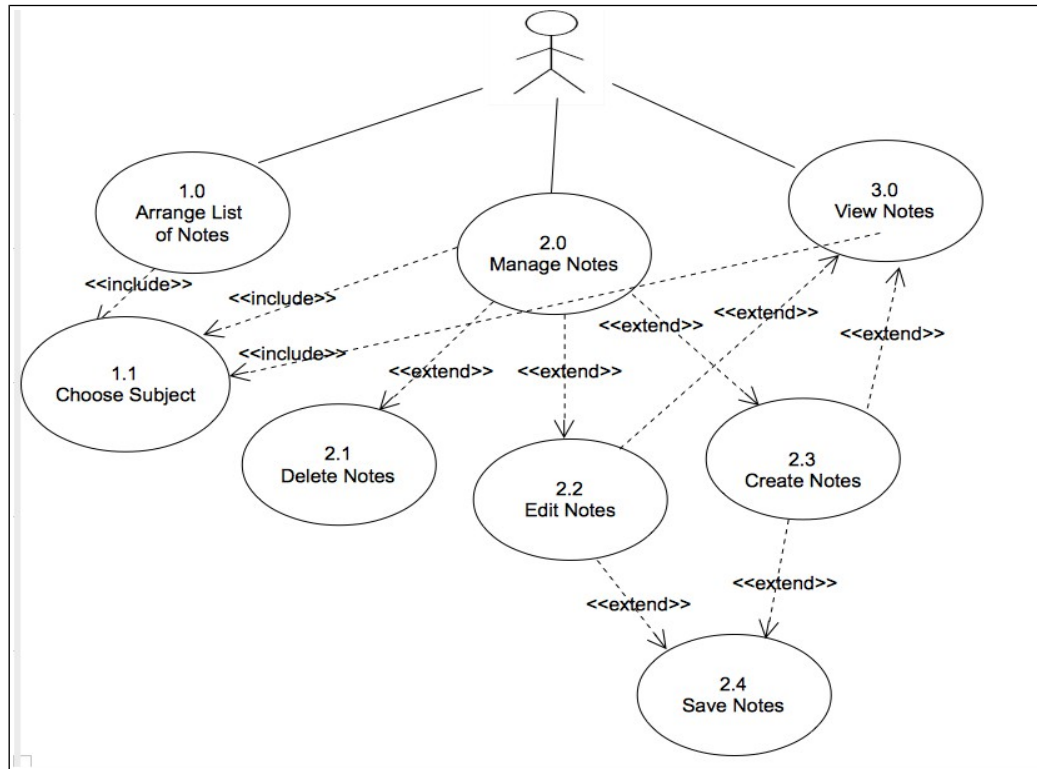 1.0
Arrange List
of Notes
2.0
Manage Notes
3.0
View Notes
<<include>>
<<include>>
<<include>>
<<extend>>
<<extend>>
<<extend>>
<<extend>>
<<extend>>
1.1
Choose Subject
2.1
Delete Notes
2.2
Edit Notes
2.3
Create Notes
<<extend>>
<<extend>>
2.4
Save Notes